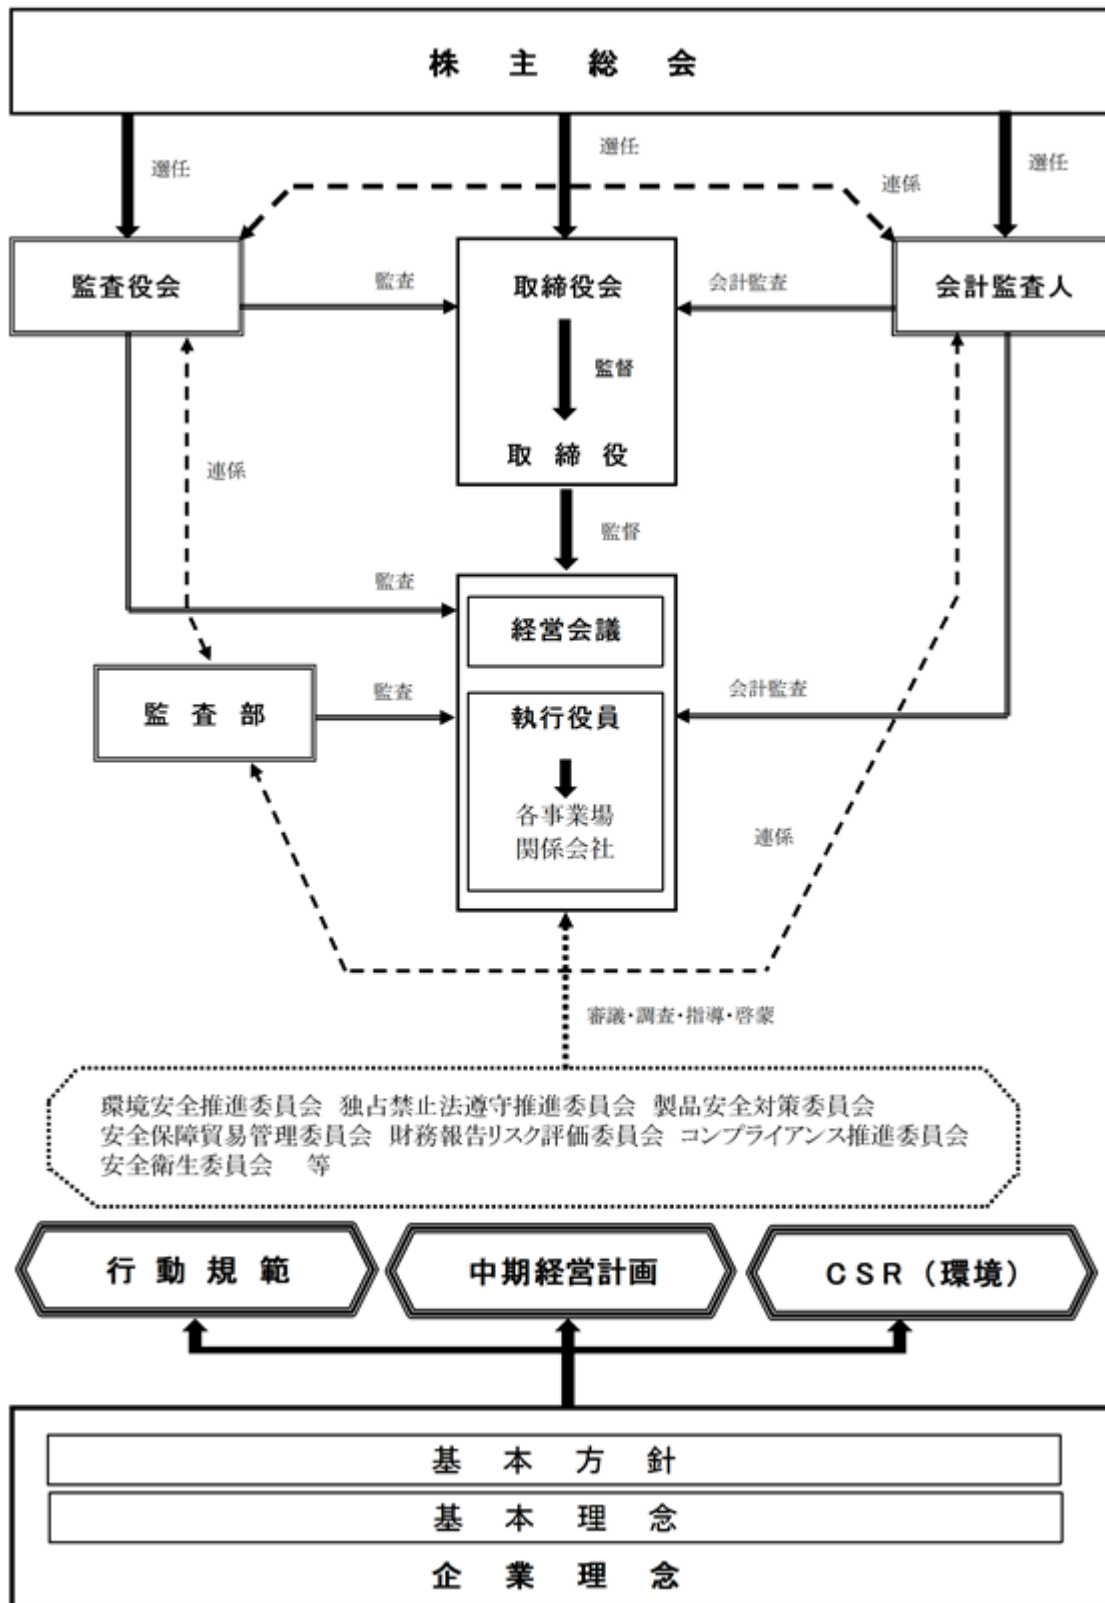 株主総会
選任
選任
選任
連係
監査役会
監査
取締役会
会計監査
会計監査人
監督
取締役
連係
監督
監査
経営会議
監査部
監査
執行役員
会計監査
各事業場
関係会社
連係
審議・調査・指導・啓蒙
環境安全推進委員会 独占禁止法遵守推進委員会 製品安全対策委員会
安全保障貿易管理委員会 財務報告リスク評価委員会 コンプライアンス推進委員会
安全衛生委員会 等
行動規範
中期経営計画
CSR(環境)
基本方針
基本理念
企業理念